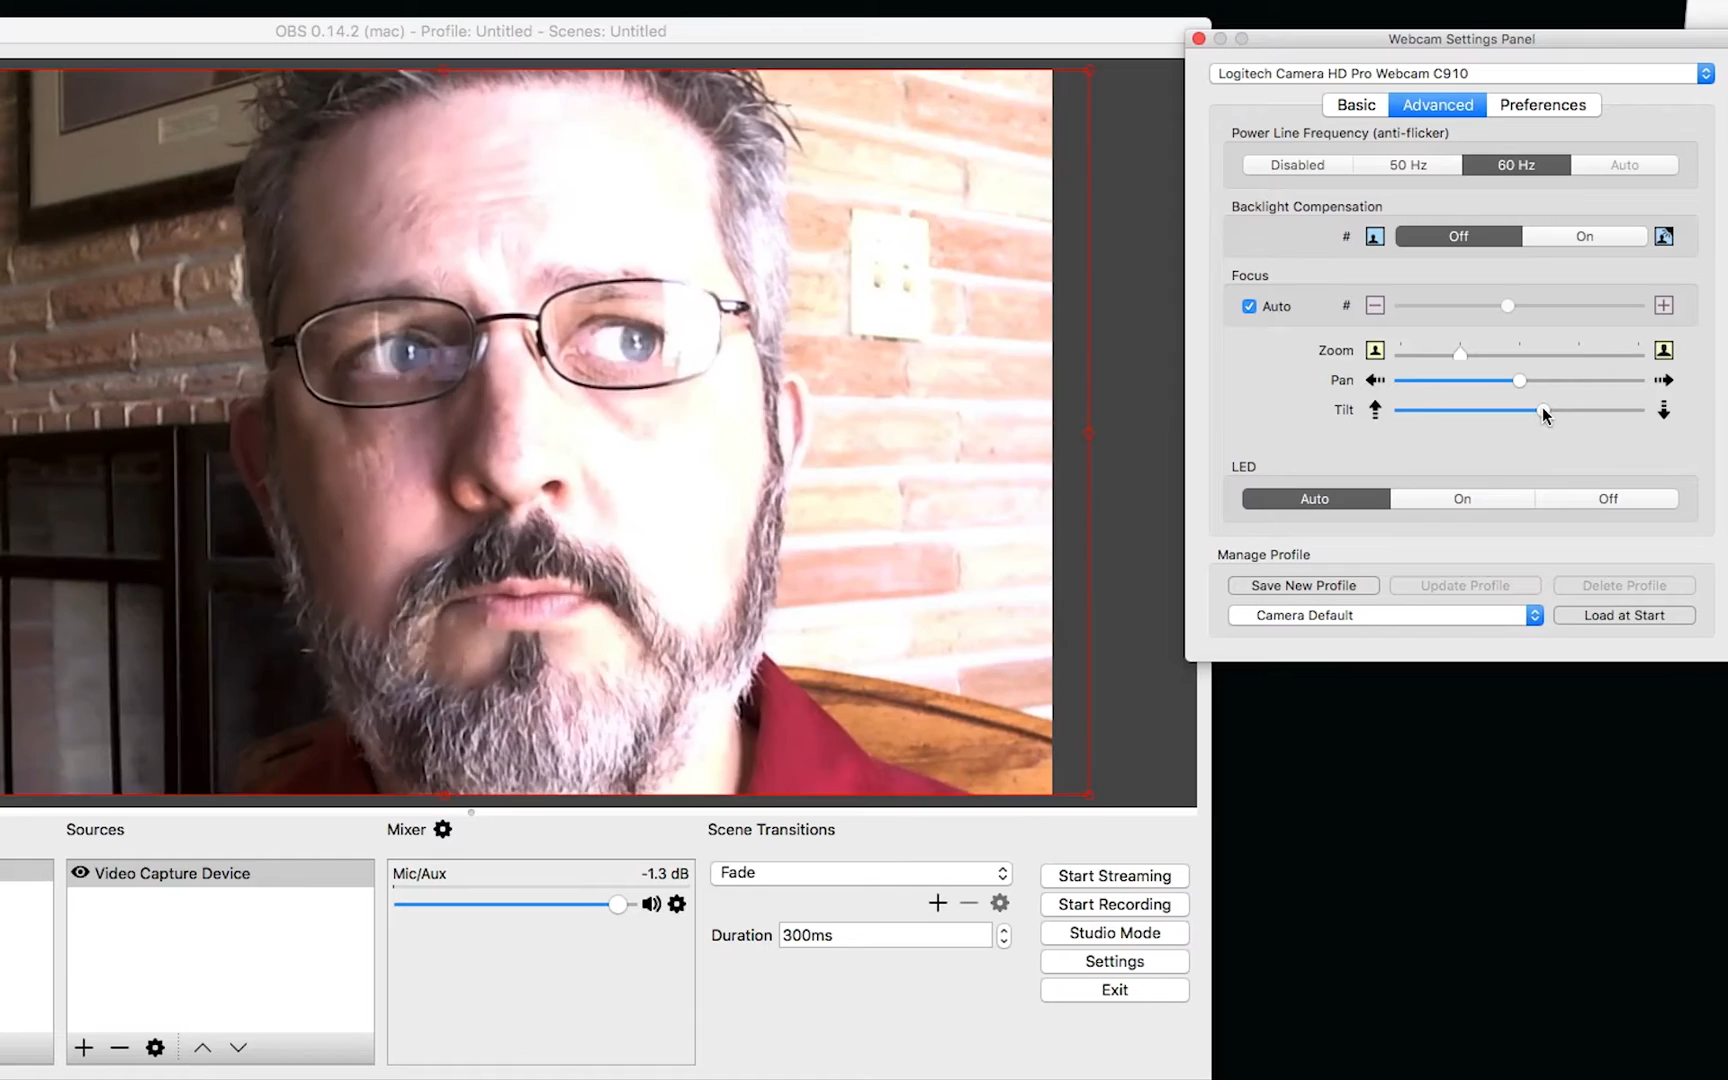 OBS 0.14.2 (mac) - Profile: Untitled - Scenes: Untitled
Webcam Settings Panel
Logitech Camera HD Pro Webcam C910
Basic Advanced Preferences
Power Line Frequency (anti-flicker)
Disabled 50 Hz 60 Hz Auto
Backlight Compensation
# Off On
Focus
Auto #
Zoom
Pan
Tilt
LED
Auto On Off
Manage Profile
Save New Profile Update Profile Delete Profile
Camera Default Load at Start
Sources Mixer Scene Transitions
Video Capture Device Mic/Aux -1.3 dB Fade Start Streaming
Start Recording
Duration 300ms Studio Mode
Settings
Exit